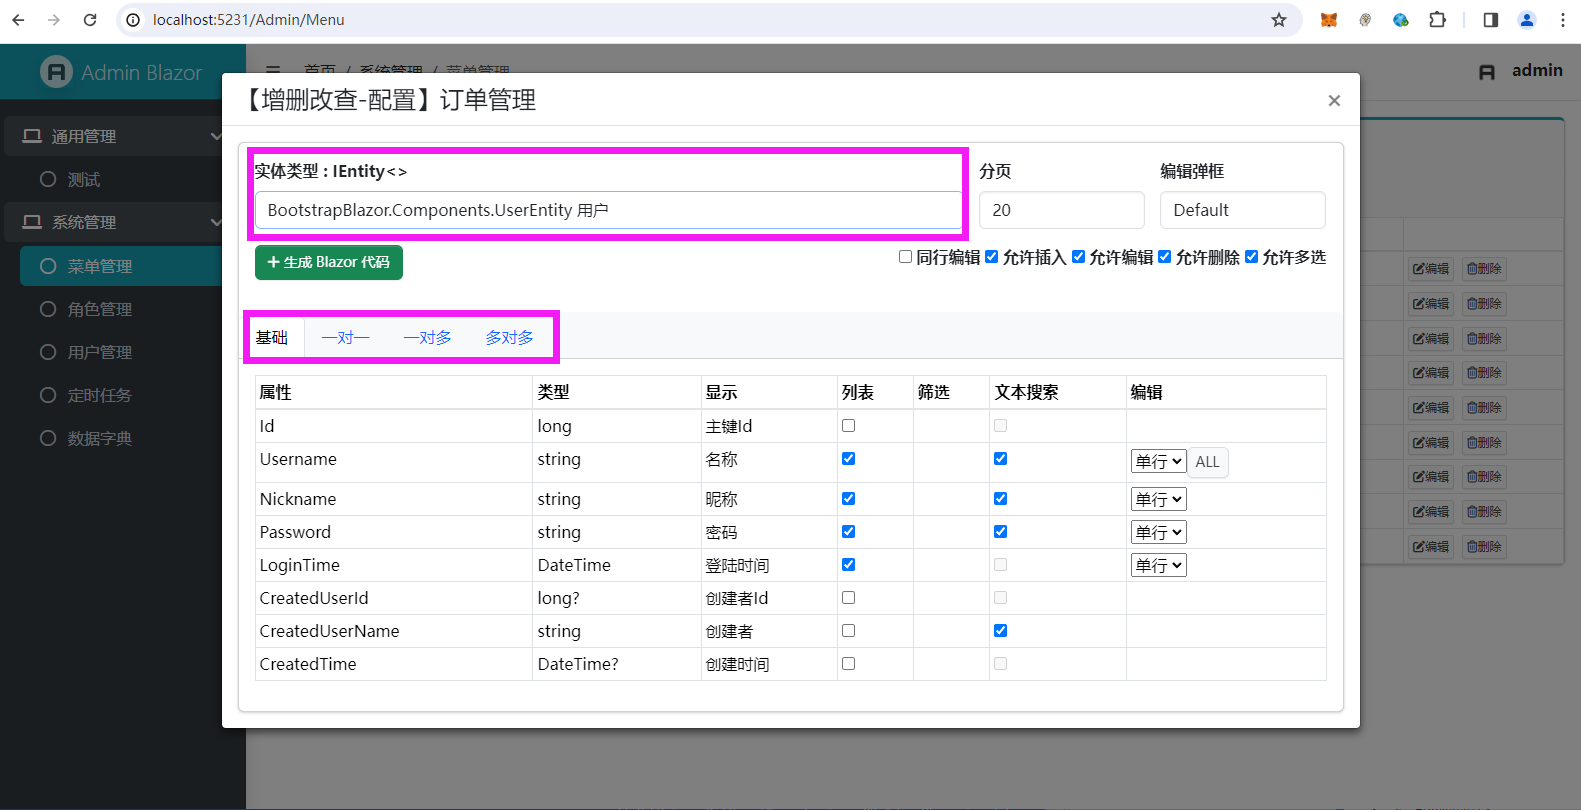 localhost:5231/Admin/Menu
Admin Blazor
首页 / 系统管理 / 菜单管理
admin
通用管理
测试
系统管理
菜单管理
角色管理
用户管理
定时任务
数据字典
【增删改查-配置】订单管理
×
实体类型 : IEntity<>
分页
编辑弹框
BootstrapBlazor.Components.UserEntity 用户
20
Default
+ 生成 Blazor 代码
同行编辑 允许插入 允许编辑 允许删除 允许多选
基础 一对一 一对多 多对多
属性 类型 显示 列表 筛选 文本搜索 编辑
Id long 主键Id
Username string 名称 单行 ALL
Nickname string 昵称 单行
Password string 密码 单行
LoginTime DateTime 登陆时间 单行
CreatedUserId long? 创建者Id
CreatedUserName string 创建者
CreatedTime DateTime? 创建时间
编辑 删除
编辑 删除
编辑 删除
编辑 删除
编辑 删除
编辑 删除
编辑 删除
编辑 删除
编辑 删除